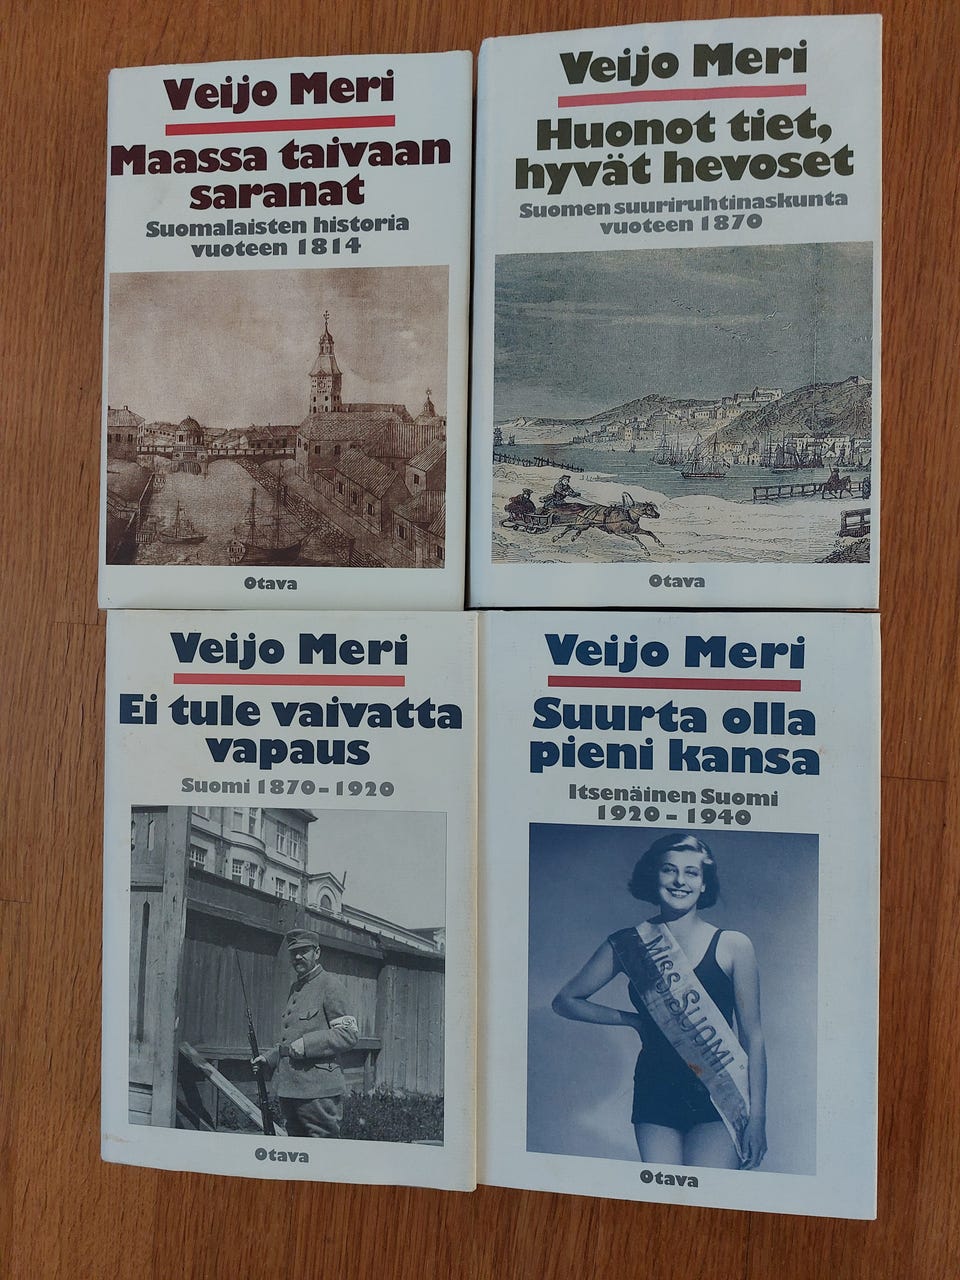 Veijo Meri
Maassa taivaan
saranat
Suomalaisten historia
vuoteen 1814
Otava
Veijo Meri
Huonot tiet,
hyvät hevoset
Suomen suuriruhtinaskunta
vuoteen 1870
Otava
Veijo Meri
Ei tule vaivatta
vapaus
Suomi 1870-1920
Otava
Veijo Meri
Suurta olla
pieni kansa
Itsenäinen Suomi
1920 - 1940
MISS SUOMI
Otava